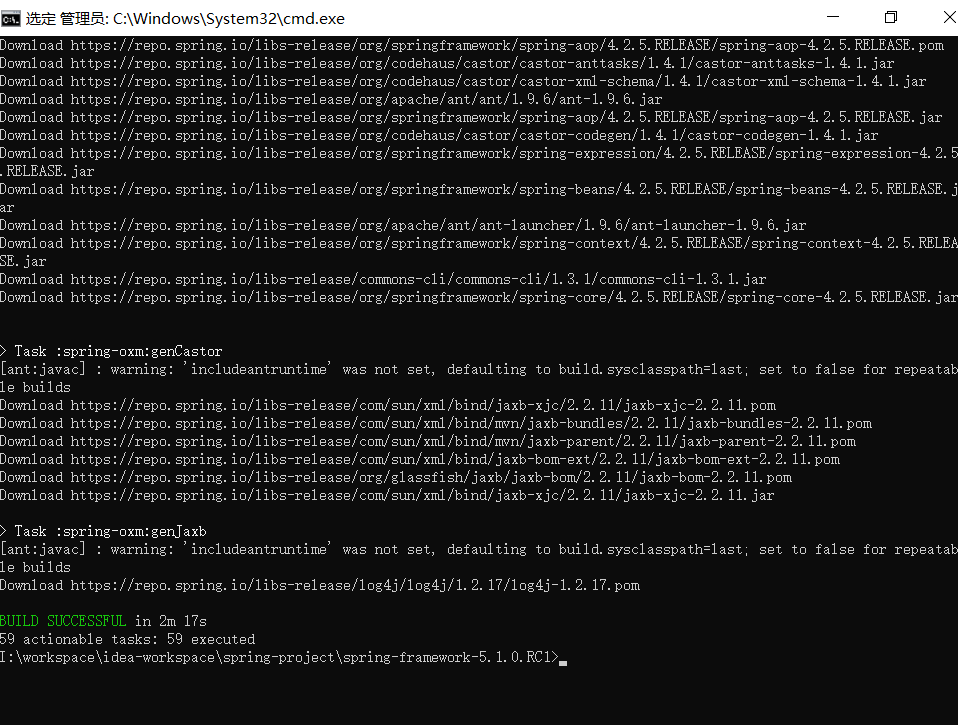 选定 管理员: C:\Windows\System32\cmd.exe
Download https://repo.spring.io/libs-release/org/springframework/spring-aop/4.2.5.RELEASE/spring-aop-4.2.5.RELEASE.pom
Download https://repo.spring.io/libs-release/org/codehaus/castor/castor-anttasks/1.4.1/castor-anttasks-1.4.1.jar
Download https://repo.spring.io/libs-release/org/codehaus/castor/castor-xml-schema/1.4.1/castor-xml-schema-1.4.1.jar
Download https://repo.spring.io/libs-release/org/apache/ant/ant/1.9.6/ant-1.9.6.jar
Download https://repo.spring.io/libs-release/org/springframework/spring-aop/4.2.5.RELEASE/spring-aop-4.2.5.RELEASE.jar
Download https://repo.spring.io/libs-release/org/codehaus/castor/castor-codegen/1.4.1/castor-codegen-1.4.1.jar
Download https://repo.spring.io/libs-release/org/springframework/spring-expression/4.2.5.RELEASE/spring-expression-4.2.5
.RELEASE.jar
Download https://repo.spring.io/libs-release/org/springframework/spring-beans/4.2.5.RELEASE/spring-beans-4.2.5.RELEASE.j
ar
Download https://repo.spring.io/libs-release/org/apache/ant/ant-launcher/1.9.6/ant-launcher-1.9.6.jar
Download https://repo.spring.io/libs-release/org/springframework/spring-context/4.2.5.RELEASE/spring-context-4.2.5.RELEA
SE.jar
Download https://repo.spring.io/libs-release/commons-cli/commons-cli/1.3.1/commons-cli-1.3.1.jar
Download https://repo.spring.io/libs-release/org/springframework/spring-core/4.2.5.RELEASE/spring-core-4.2.5.RELEASE.jar
> Task :spring-oxm:genCastor
[ant:javac] : warning: 'includeantruntime' was not set, defaulting to build.sysclasspath=last; set to false for repeatab
le builds
Download https://repo.spring.io/libs-release/com/sun/xml/bind/jaxb-xjc/2.2.11/jaxb-xjc-2.2.11.pom
Download https://repo.spring.io/libs-release/com/sun/xml/bind/mvn/jaxb-bundles/2.2.11/jaxb-bundles-2.2.11.pom
Download https://repo.spring.io/libs-release/com/sun/xml/bind/mvn/jaxb-parent/2.2.11/jaxb-parent-2.2.11.pom
Download https://repo.spring.io/libs-release/com/sun/xml/bind/jaxb-bom-ext/2.2.11/jaxb-bom-ext-2.2.11.pom
Download https://repo.spring.io/libs-release/org/glassfish/jaxb/jaxb-bom/2.2.11/jaxb-bom-2.2.11.pom
Download https://repo.spring.io/libs-release/com/sun/xml/bind/jaxb-xjc/2.2.11/jaxb-xjc-2.2.11.jar
> Task :spring-oxm:genJaxb
[ant:javac] : warning: 'includeantruntime' was not set, defaulting to build.sysclasspath=last; set to false for repeatab
le builds
Download https://repo.spring.io/libs-release/log4j/log4j/1.2.17/log4j-1.2.17.pom
BUILD SUCCESSFUL in 2m 17s
59 actionable tasks: 59 executed
I:\workspace\idea-workspace\spring-project\spring-framework-5.1.0.RC1>